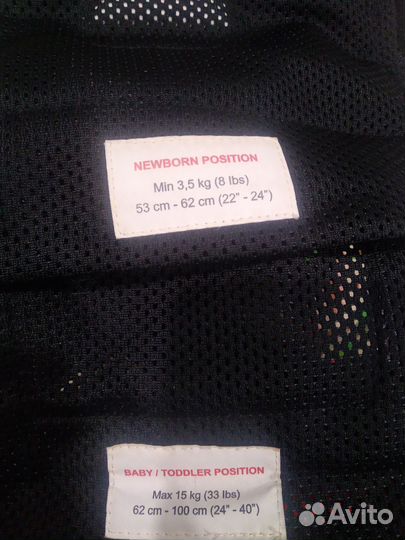 NEWBORN POSITION
Min 3,5 kg (8 lbs)
53 cm - 62 cm (22" - 24")
BABY / TODDLER POSITION
Max 15 kg (33 lbs)
62 cm - 100 cm (24" - 40")
Avito